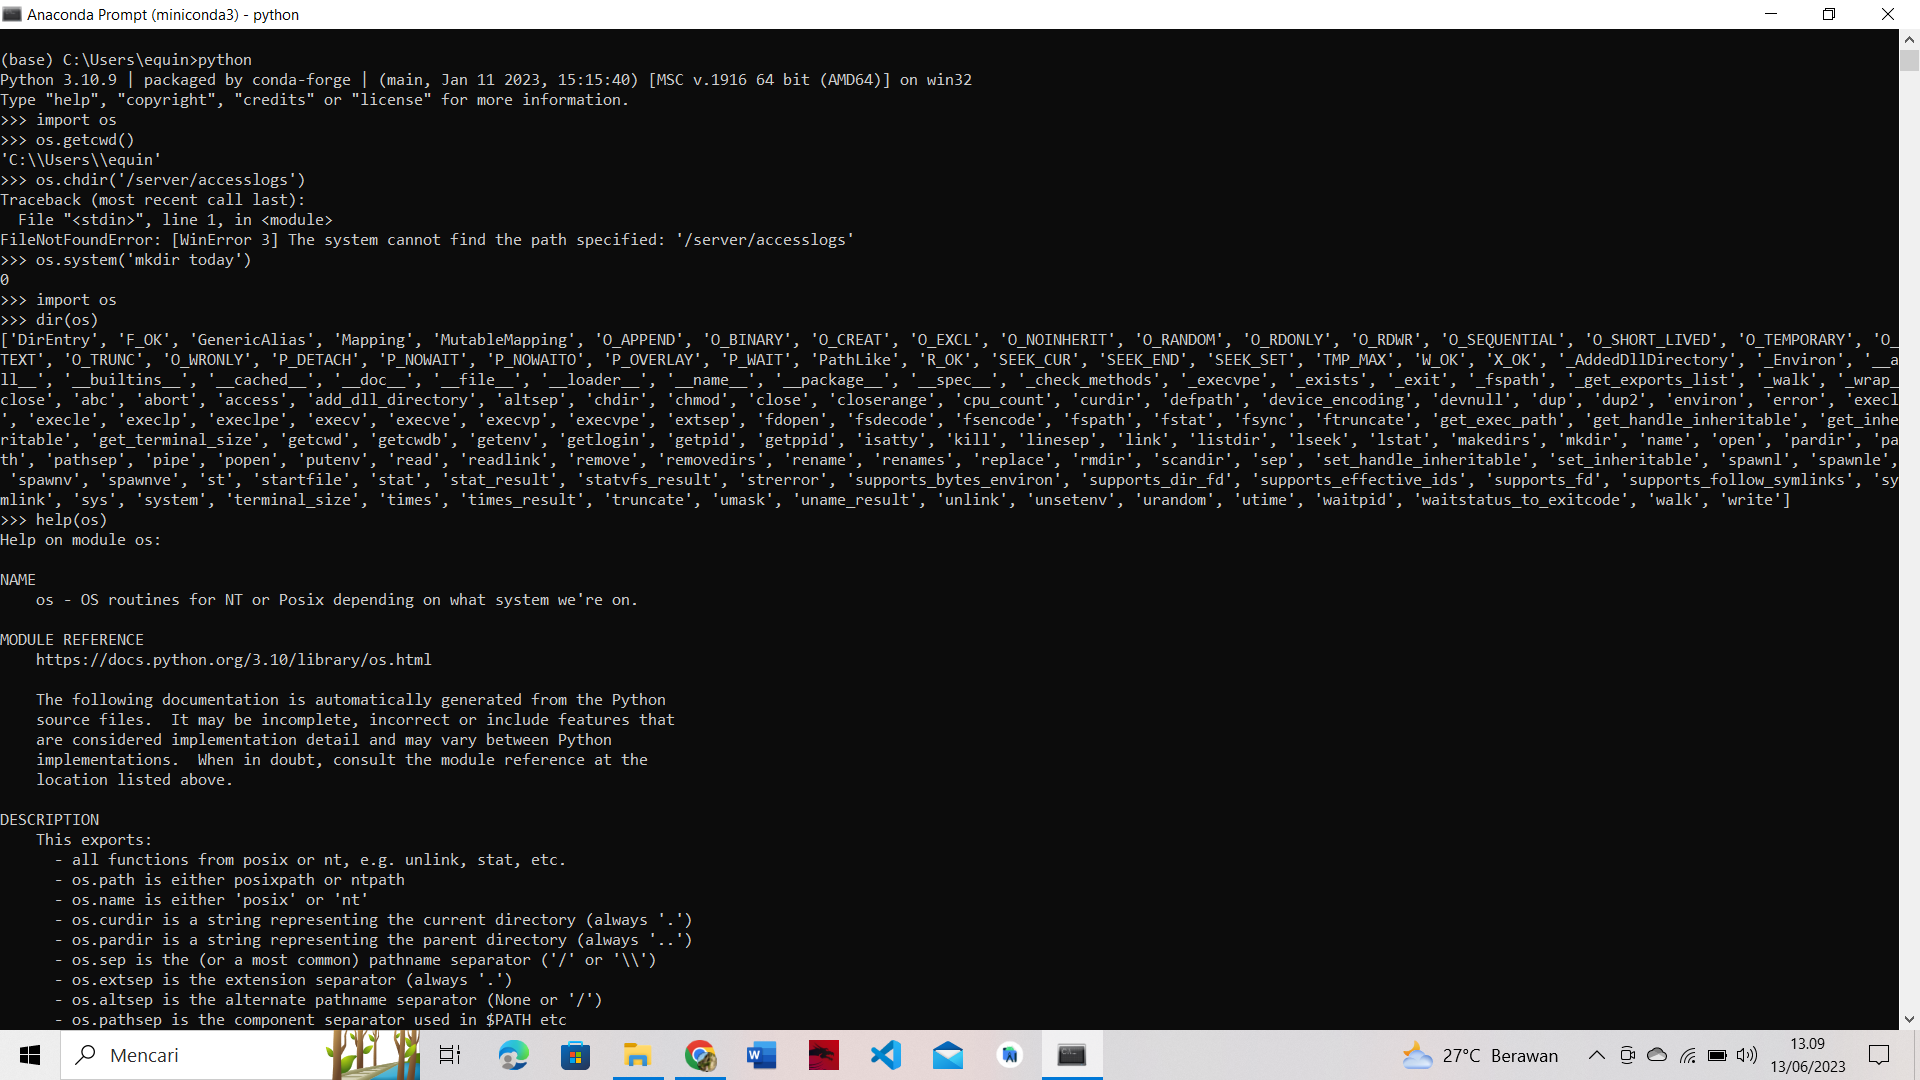 Anaconda Prompt (miniconda3) - python
(base) C:\Users\equin>python
Python 3.10.9 | packaged by conda-forge | (main, Jan 11 2023, 15:15:40) [MSC v.1916 64 bit (AMD64)] on win32
Type "help", "copyright", "credits" or "license" for more information.
>>> import os
>>> os.getcwd()
'C:\\Users\\equin'
>>> os.chdir('/server/accesslogs')
Traceback (most recent call last):
  File "<stdin>", line 1, in <module>
FileNotFoundError: [WinError 3] The system cannot find the path specified: '/server/accesslogs'
>>> os.system('mkdir today')
0
>>> import os
>>> dir(os)
['DirEntry', 'F_OK', 'GenericAlias', 'Mapping', 'MutableMapping', 'O_APPEND', 'O_BINARY', 'O_CREAT', 'O_EXCL', 'O_NOINHERIT', 'O_RANDOM', 'O_RDONLY', 'O_RDWR', 'O_SEQUENTIAL', 'O_SHORT_LIVED', 'O_TEMPORARY', 'O_
TEXT', 'O_TRUNC', 'O_WRONLY', 'P_DETACH', 'P_NOWAIT', 'P_NOWAITO', 'P_OVERLAY', 'P_WAIT', 'PathLike', 'R_OK', 'SEEK_CUR', 'SEEK_END', 'SEEK_SET', 'TMP_MAX', 'W_OK', 'X_OK', '_AddedDllDirectory', '_Environ', '__a
ll__', '__builtins__', '__cached__', '__doc__', '__file__', '__loader__', '__name__', '__package__', '__spec__', '_check_methods', '_execvpe', '_exists', '_exit', '_fspath', '_get_exports_list', '_walk', '_wrap_
close', 'abc', 'abort', 'access', 'add_dll_directory', 'altsep', 'chdir', 'chmod', 'close', 'closerange', 'cpu_count', 'curdir', 'defpath', 'device_encoding', 'devnull', 'dup', 'dup2', 'environ', 'error', 'execl
', 'execle', 'execlp', 'execlpe', 'execv', 'execve', 'execvp', 'execvpe', 'extsep', 'fdopen', 'fsdecode', 'fsencode', 'fspath', 'fstat', 'fsync', 'ftruncate', 'get_exec_path', 'get_handle_inheritable', 'get_inhe
ritable', 'get_terminal_size', 'getcwd', 'getcwdb', 'getenv', 'getlogin', 'getpid', 'getppid', 'isatty', 'kill', 'linesep', 'link', 'listdir', 'lseek', 'lstat', 'makedirs', 'mkdir', 'name', 'open', 'pardir', 'pa
th', 'pathsep', 'pipe', 'popen', 'putenv', 'read', 'readlink', 'remove', 'removedirs', 'rename', 'renames', 'replace', 'rmdir', 'scandir', 'sep', 'set_handle_inheritable', 'set_inheritable', 'spawnl', 'spawnle',
 'spawnv', 'spawnve', 'st', 'startfile', 'stat', 'stat_result', 'statvfs_result', 'strerror', 'supports_bytes_environ', 'supports_dir_fd', 'supports_effective_ids', 'supports_fd', 'supports_follow_symlinks', 'sy
mlink', 'sys', 'system', 'terminal_size', 'times', 'times_result', 'truncate', 'umask', 'uname_result', 'unlink', 'unsetenv', 'urandom', 'utime', 'waitpid', 'waitstatus_to_exitcode', 'walk', 'write']
>>> help(os)
Help on module os:
NAME
    os - OS routines for NT or Posix depending on what system we're on.
MODULE REFERENCE
    https://docs.python.org/3.10/library/os.html
    The following documentation is automatically generated from the Python
    source files.  It may be incomplete, incorrect or include features that
    are considered implementation detail and may vary between Python
    implementations.  When in doubt, consult the module reference at the
    location listed above.
DESCRIPTION
    This exports:
      - all functions from posix or nt, e.g. unlink, stat, etc.
      - os.path is either posixpath or ntpath
      - os.name is either 'posix' or 'nt'
      - os.curdir is a string representing the current directory (always '.')
      - os.pardir is a string representing the parent directory (always '..')
      - os.sep is the (or a most common) pathname separator ('/' or '\\')
      - os.extsep is the extension separator (always '.')
      - os.altsep is the alternate pathname separator (None or '/')
      - os.pathsep is the component separator used in $PATH etc
Mencari
27°C Berawan
13.09
13/06/2023